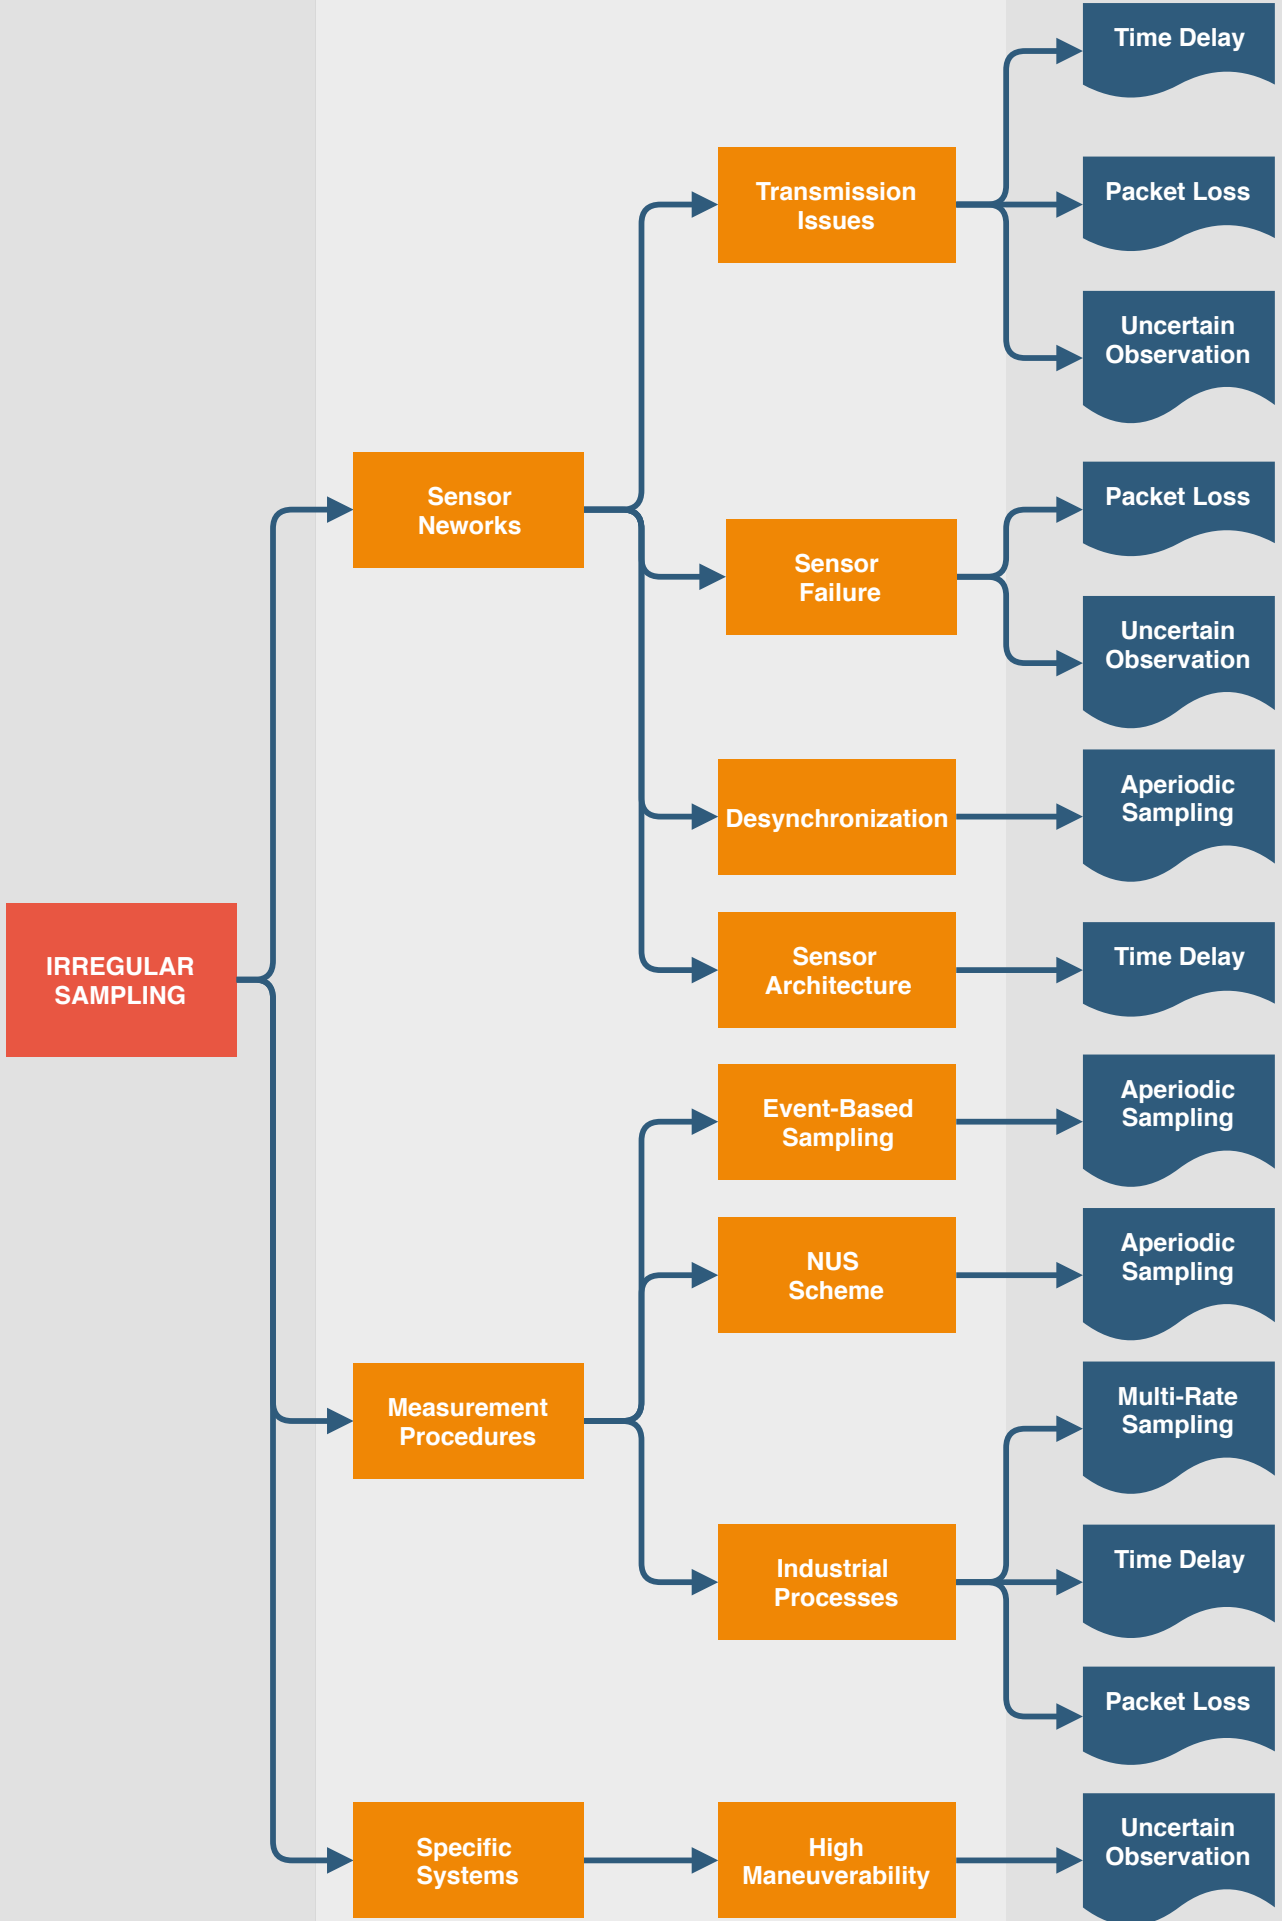 IRREGULAR
SAMPLING
Sensor
Neworks
Transmission
Issues
Time Delay
Packet Loss
Uncertain
Observation
Sensor
Failure
Packet Loss
Uncertain
Observation
Desynchronization
Aperiodic
Sampling
Sensor
Architecture
Time Delay
Measurement
Procedures
Event-Based
Sampling
Aperiodic
Sampling
NUS
Scheme
Aperiodic
Sampling
Industrial
Processes
Multi-Rate
Sampling
Time Delay
Packet Loss
Specific
Systems
High
Maneuverability
Uncertain
Observation